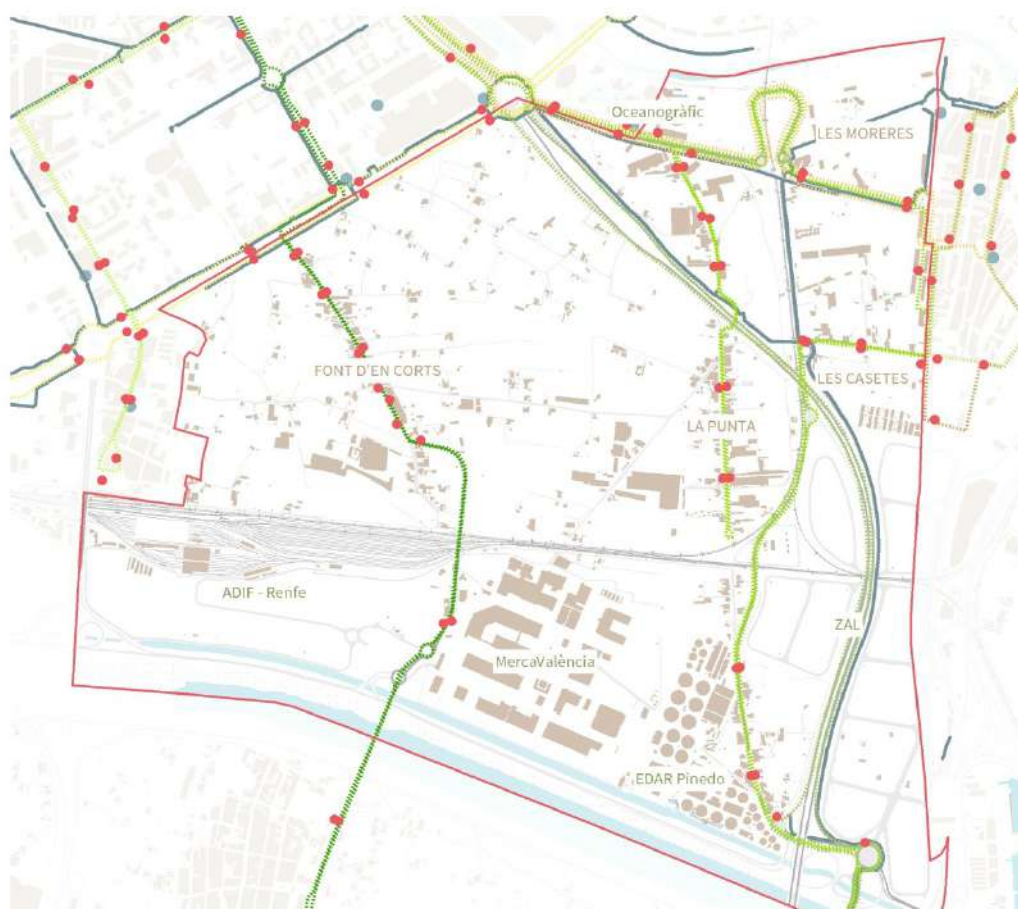 Oceanogràfic
LES MORERES
FONT D'EN CORTS
LES CASETES
LA PUNTA
ADIF - Renfe
ZAL
MercaValència
EDAR Pinedo